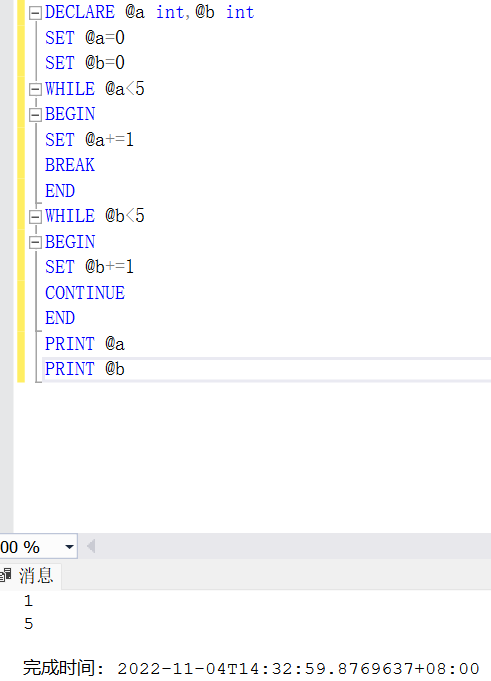 DECLARE @a int,@b int
SET @a=0
SET @b=0
WHILE @a<5
BEGIN
SET @a+=1
BREAK
END
WHILE @b<5
BEGIN
SET @b+=1
CONTINUE
END
PRINT @a
PRINT @b
00 %
消息
1
5
完成时间: 2022-11-04T14:32:59.8769637+08:00